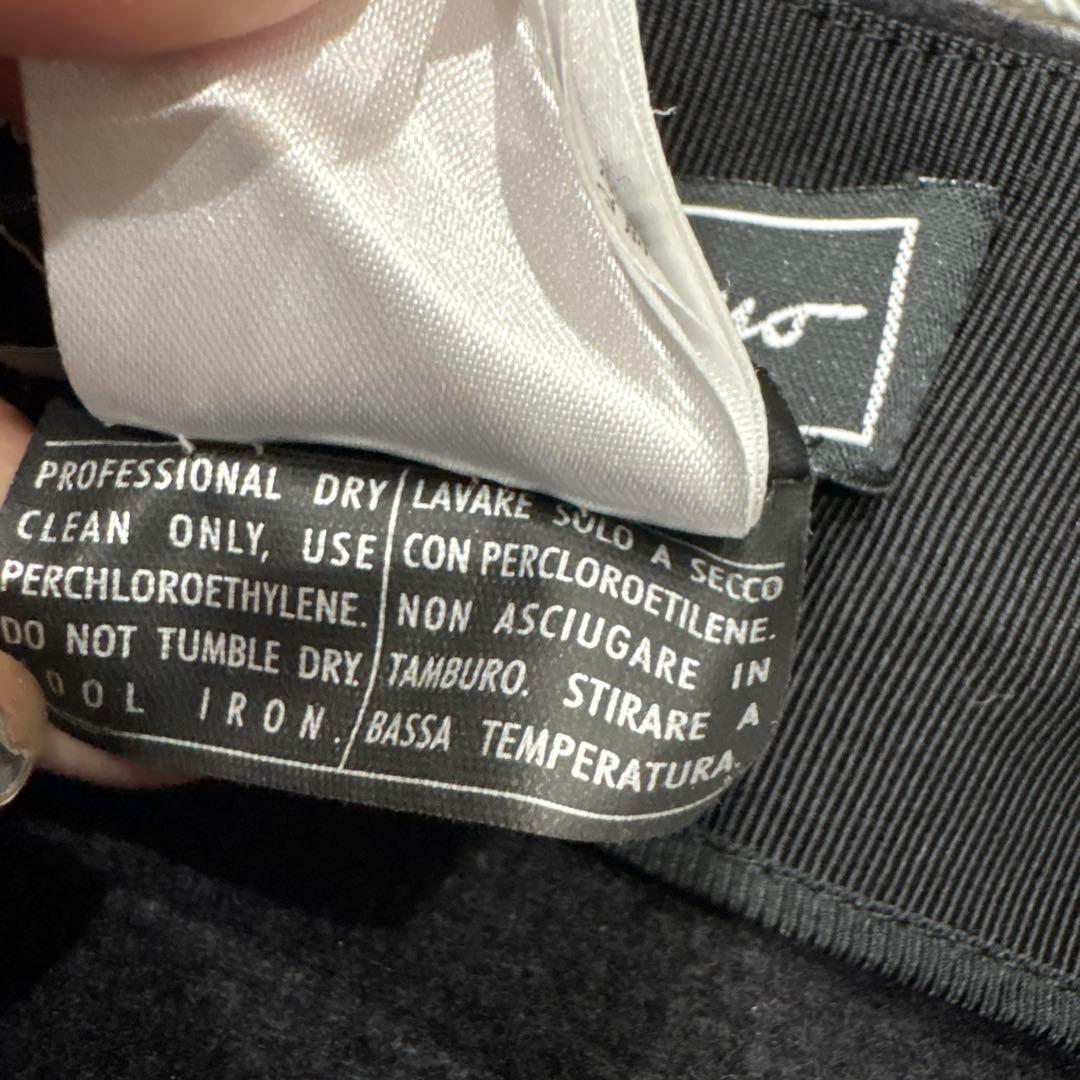 PROFESSIONAL DRY
CLEAN ONLY, USE
PERCHLOROETHYLENE.
DO NOT TUMBLE DRY.
OOL IRON.
LAVARE SOLO A SECCO
CON PERCLOROETILENE.
NON ASCIUGARE IN
TAMBURO. STIRARE A
BASSA TEMPERATURA.